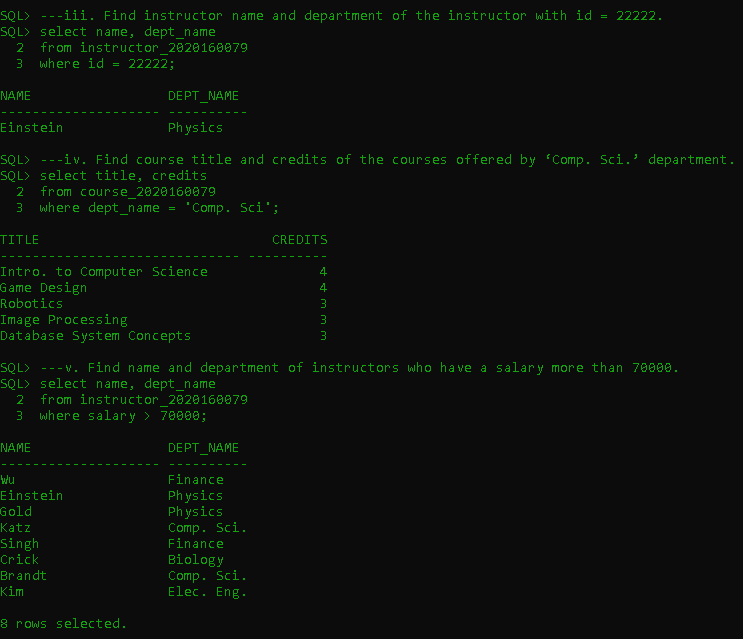 SQL> ---iii. Find instructor name and department of the instructor with id = 22222.
SQL> select name, dept_name
  2  from instructor_2020160079
  3  where id = 22222;
NAME                 DEPT_NAME
-------------------- ----------
Einstein             Physics
SQL> ---iv. Find course title and credits of the courses offered by ‘Comp. Sci.’ department.
SQL> select title, credits
  2  from course_2020160079
  3  where dept_name = 'Comp. Sci';
TITLE                             CREDITS
------------------------------ ----------
Intro. to Computer Science              4
Game Design                             4
Robotics                                3
Image Processing                        3
Database System Concepts                3
SQL> ---v. Find name and department of instructors who have a salary more than 70000.
SQL> select name, dept_name
  2  from instructor_2020160079
  3  where salary > 70000;
NAME                 DEPT_NAME
-------------------- ----------
Wu                   Finance
Einstein             Physics
Gold                 Physics
Katz                 Comp. Sci.
Singh                Finance
Crick                Biology
Brandt               Comp. Sci.
Kim                  Elec. Eng.
8 rows selected.